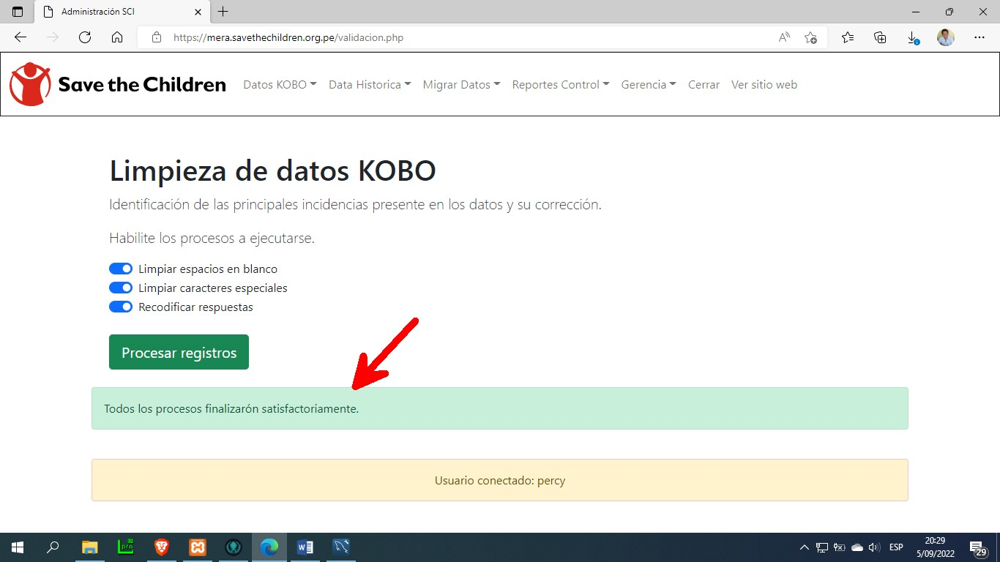 Administración SCI
https://mera.savethechildren.org.pe/validacion.php
Save the Children Datos KOBO Data Historica Migrar Datos Reportes Control Gerencia Cerrar Ver sitio web
Limpieza de datos KOBO
Identificación de las principales incidencias presente en los datos y su corrección.
Habilite los procesos a ejecutarse.
Limpiar espacios en blanco
Limpiar caracteres especiales
Recodificar respuestas
Procesar registros
Todos los procesos finalizarón satisfactoriamente.
Usuario conectado: percy
ESP
20:29
5/09/2022
29